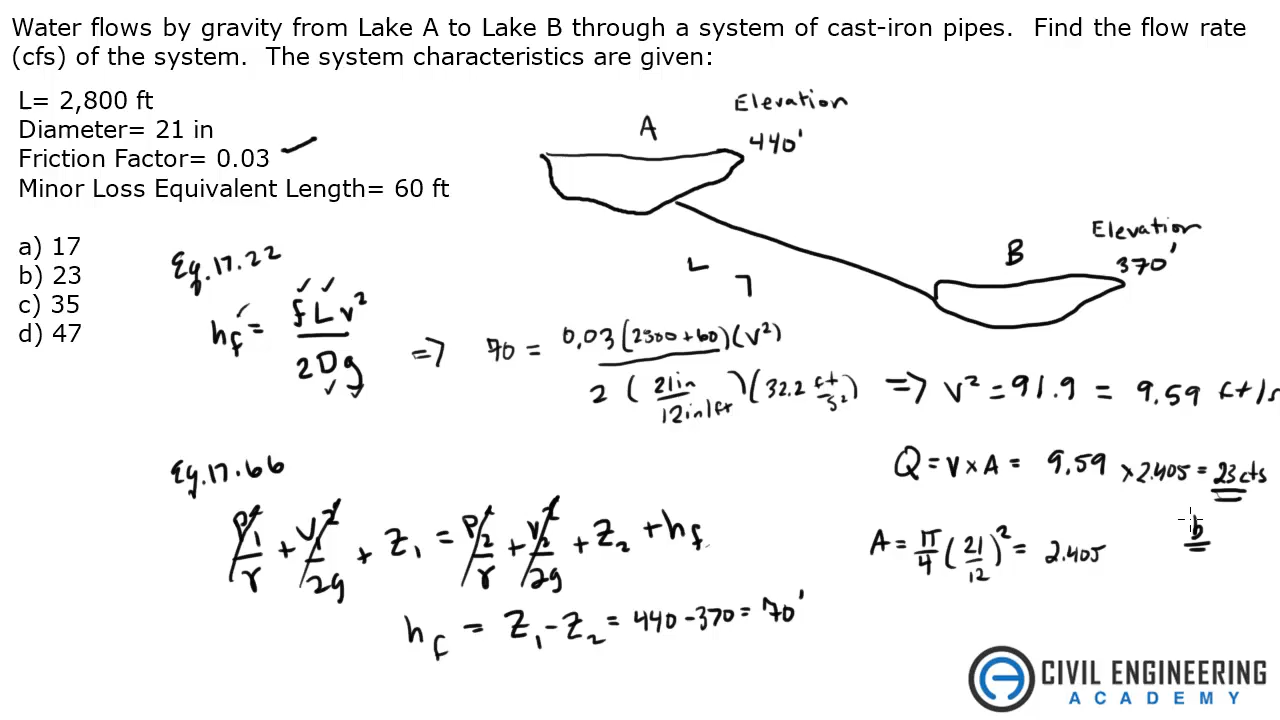 Water flows by gravity from Lake A to Lake B through a system of cast-iron pipes.  Find the flow rate
(cfs) of the system.  The system characteristics are given:
L= 2,800 ft
Diameter= 21 in
Friction Factor= 0.03
Minor Loss Equivalent Length= 60 ft
a) 17
b) 23
c) 35
d) 47
A
Elevation
440'
B
Elevation
370'
L
Eq.17.22
hf = fLv²/2Dg => 70 = 0.03(2800+60)(v²) / 2(21in/12in/ft)(32.2 ft/s²) => v² = 91.9 = 9.59 ft/s
Q = v x A = 9.59 x 2.405 = 23 cfs
b
A = π/4 (21/12)² = 2.405
Eq.17.66
P1/γ + V1²/2g + Z1 = P2/γ + V2²/2g + Z2 + hf
hf = Z1 - Z2 = 440 - 370 = 70'
CIVIL ENGINEERING
ACADEMY